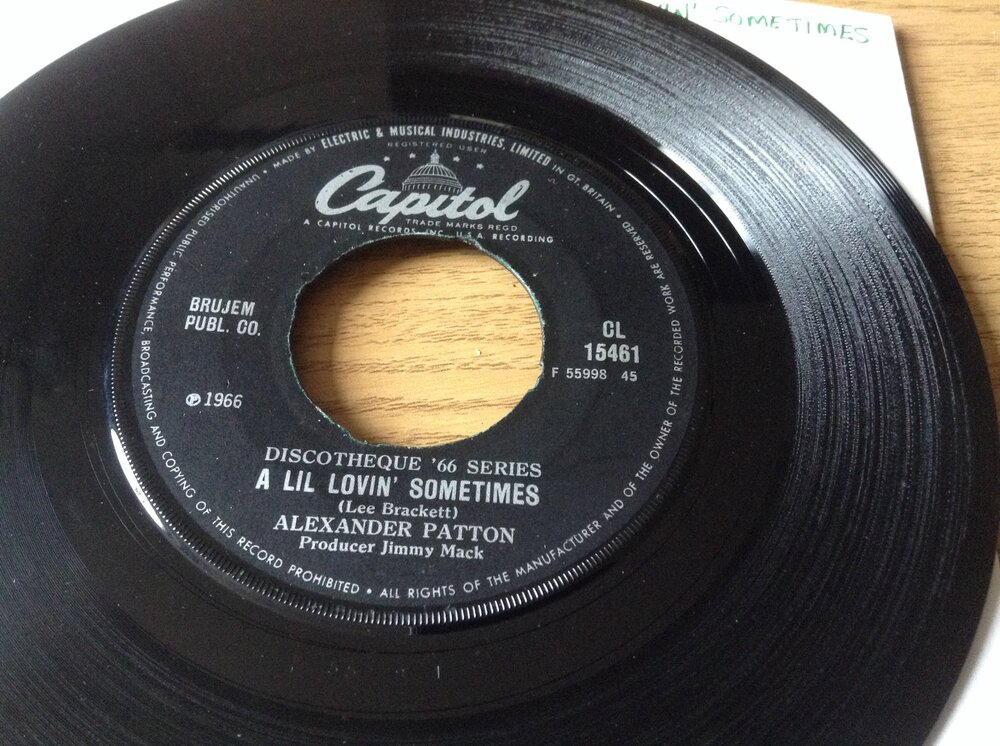 VIN' SOMETIMES
• MADE BY ELECTRIC & MUSICAL INDUSTRIES, LIMITED IN GT. BRITAIN •
REGISTERED USER
Capitol
TRADE MARKS REGD
A CAPITOL RECORDS, INC. U.S.A. RECORDING
BRUJEM
PUBL. CO.
CL
15461
F 55998 45
℗ 1966
DISCOTHEQUE '66 SERIES
A LIL LOVIN' SOMETIMES
(Lee Brackett)
ALEXANDER PATTON
Producer Jimmy Mack
UNAUTHORISED PUBLIC PERFORMANCE, BROADCASTING AND COPYING OF THIS RECORD PROHIBITED • ALL RIGHTS OF THE MANUFACTURER AND OF THE OWNER OF THE RECORDED WORK ARE RESERVED